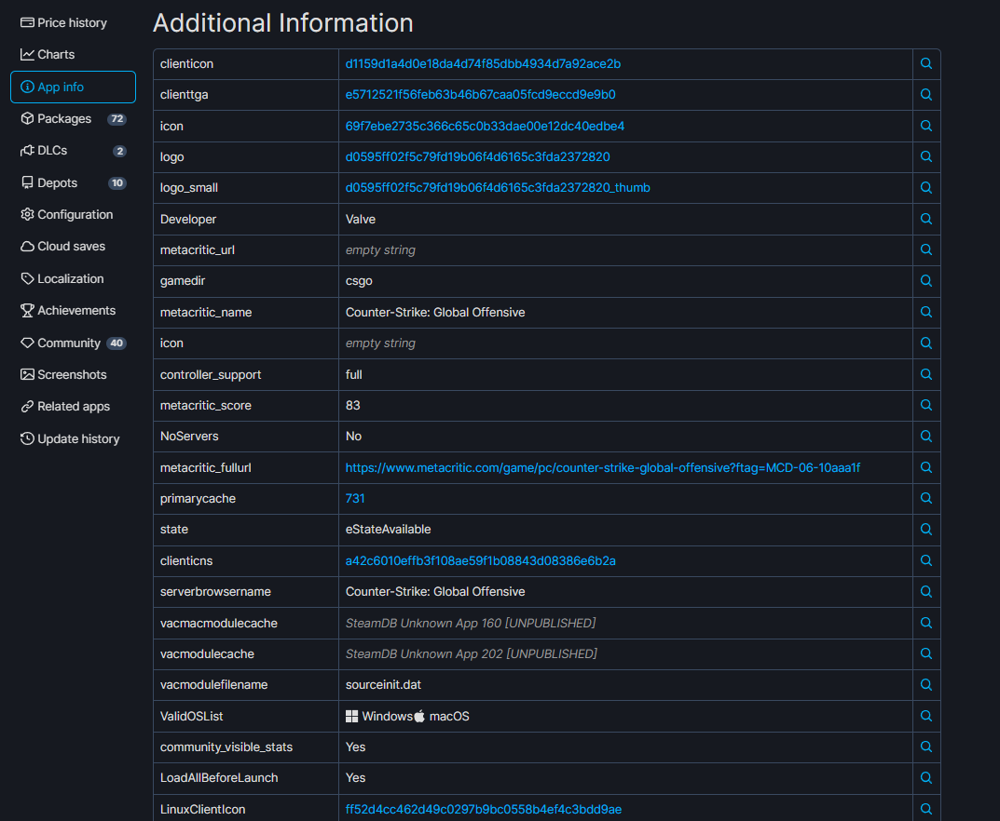 Price history
Charts
App info
Packages 72
DLCs 2
Depots 10
Configuration
Cloud saves
Localization
Achievements
Community 40
Screenshots
Related apps
Update history
Additional Information
clienticon d1159d1a4d0e18da4d74f85dbb4934d7a92ace2b
clienttga e5712521f56feb63b46b67caa05fcd9eccd9e9b0
icon 69f7ebe2735c366c65c0b33dae00e12dc40edbe4
logo d0595ff02f5c79fd19b06f4d6165c3fda2372820
logo_small d0595ff02f5c79fd19b06f4d6165c3fda2372820_thumb
Developer Valve
metacritic_url empty string
gamedir csgo
metacritic_name Counter-Strike: Global Offensive
icon empty string
controller_support full
metacritic_score 83
NoServers No
metacritic_fullurl https://www.metacritic.com/game/pc/counter-strike-global-offensive?ftag=MCD-06-10aaa1f
primarycache 731
state eStateAvailable
clienticns a42c6010effb3f108ae59f1b08843d08386e6b2a
serverbrowsername Counter-Strike: Global Offensive
vacmacmodulecache SteamDB Unknown App 160 [UNPUBLISHED]
vacmodulecache SteamDB Unknown App 202 [UNPUBLISHED]
vacmodulefilename sourceinit.dat
ValidOSList Windows macOS
community_visible_stats Yes
LoadAllBeforeLaunch Yes
LinuxClientIcon ff52d4cc462d49c0297b9bc0558b4ef4c3bdd9ae